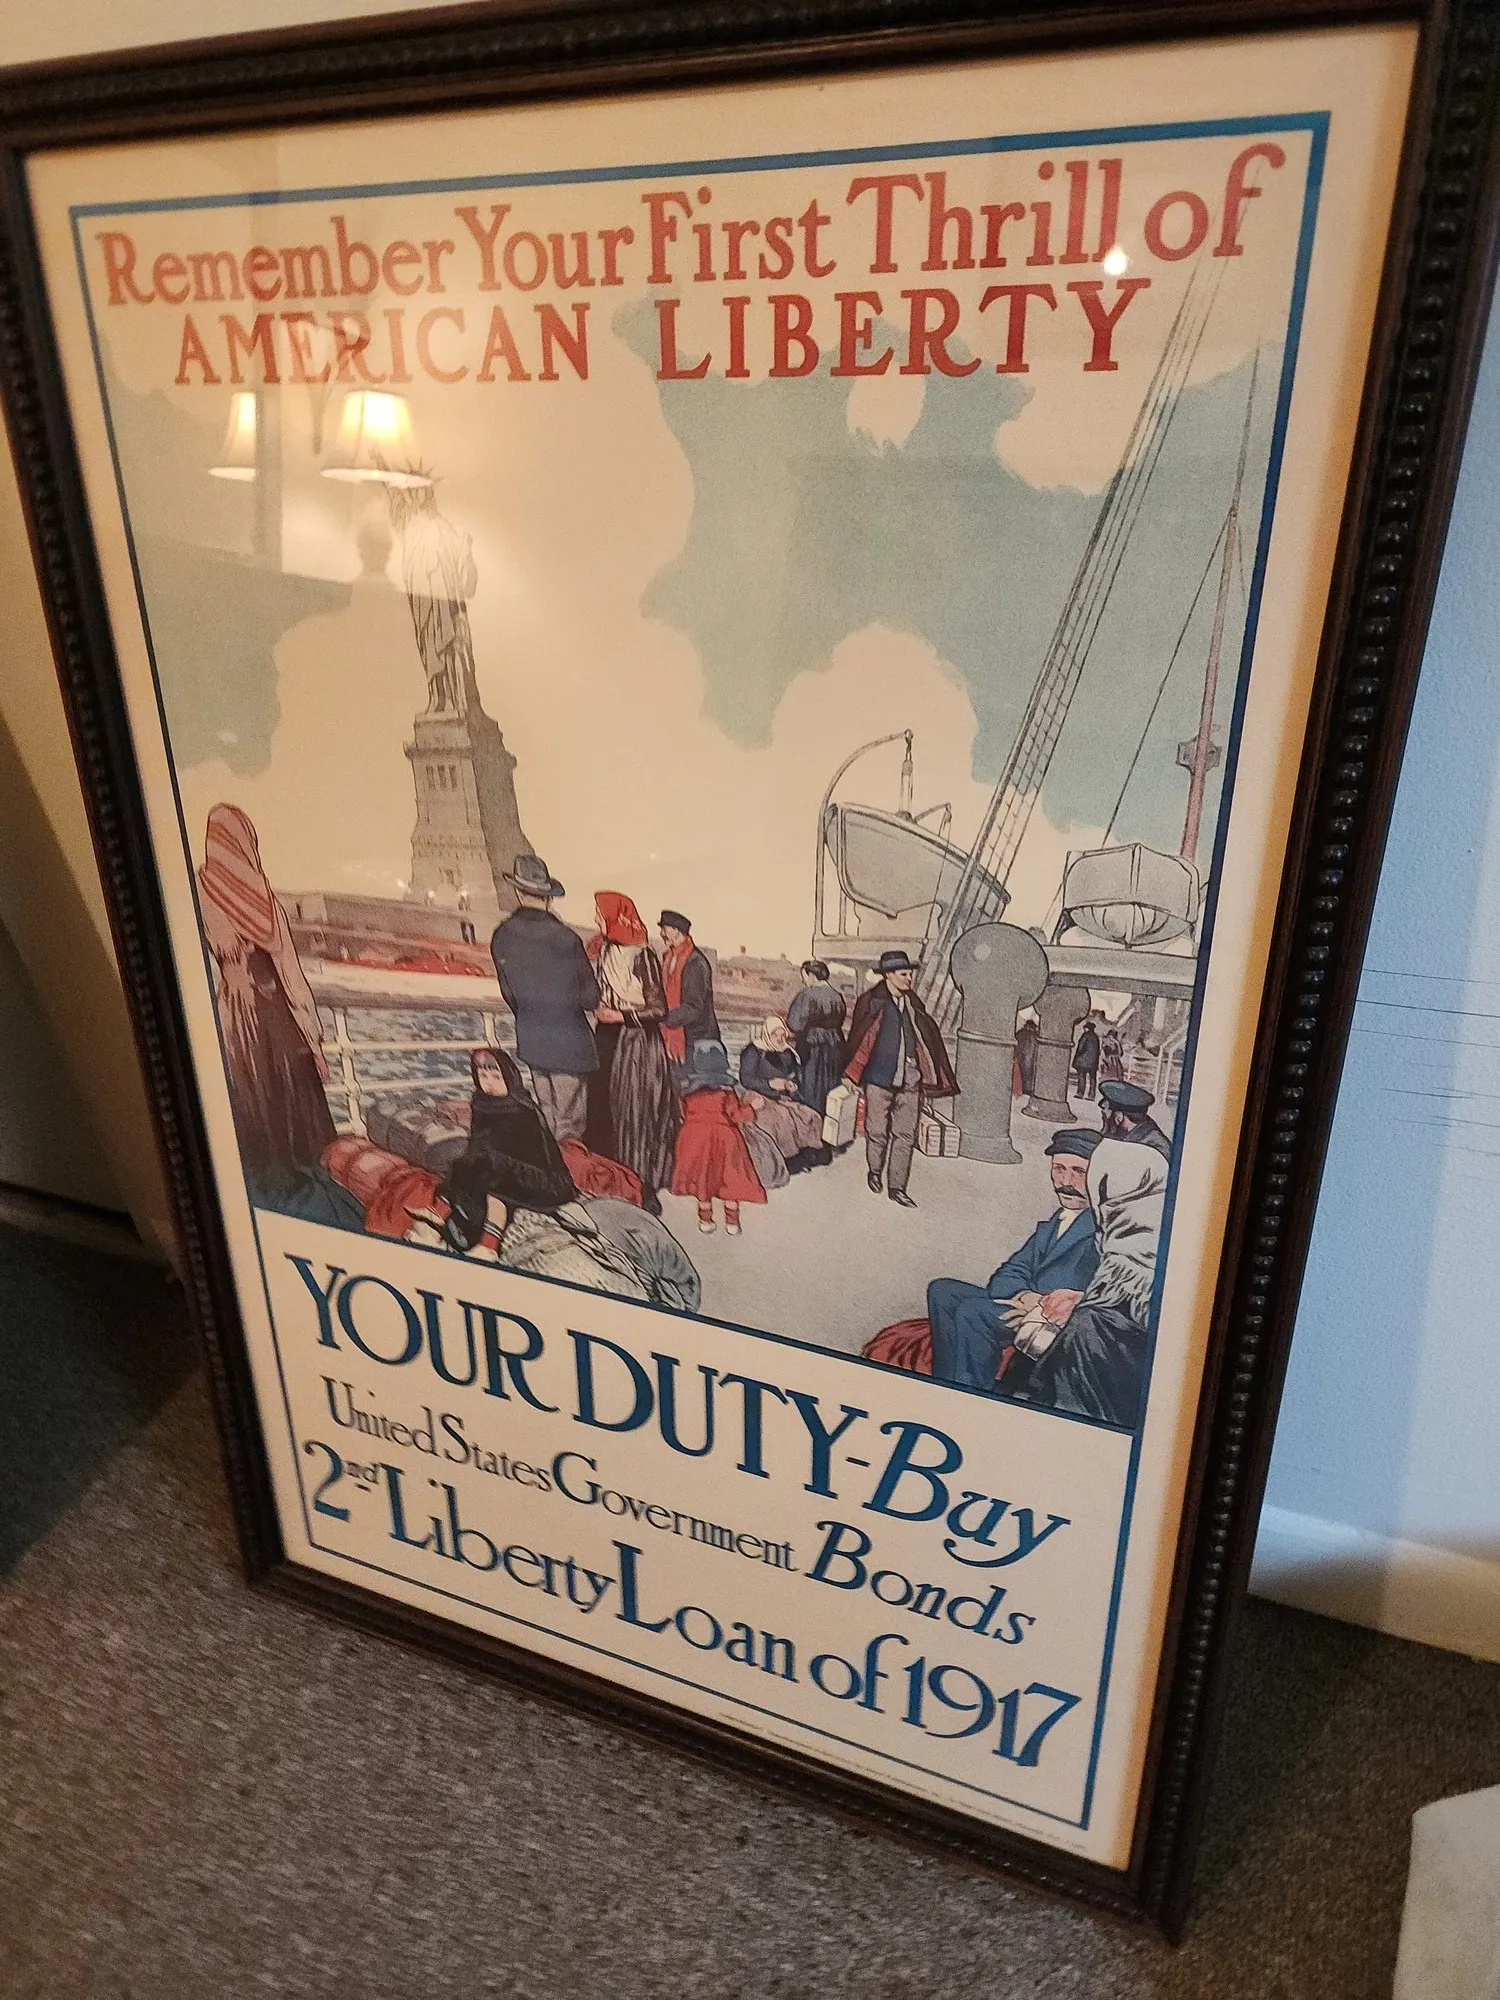 Remember Your First Thrill of
AMERICAN LIBERTY
YOUR DUTY-Buy
United States Government Bonds
2nd Liberty Loan of 1917